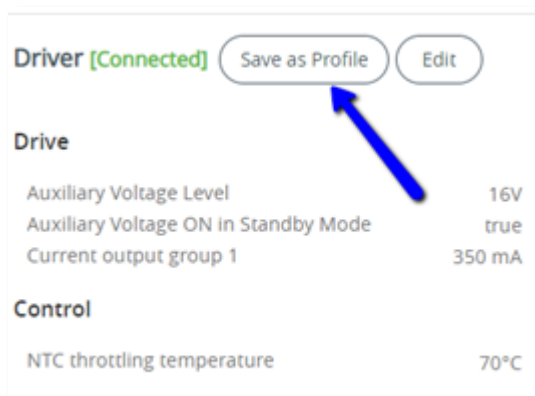 Driver [Connected] Save as Profile Edit
Drive
Auxiliary Voltage Level 16V
Auxiliary Voltage ON in Standby Mode true
Current output group 1 350 mA
Control
NTC throttling temperature 70°C